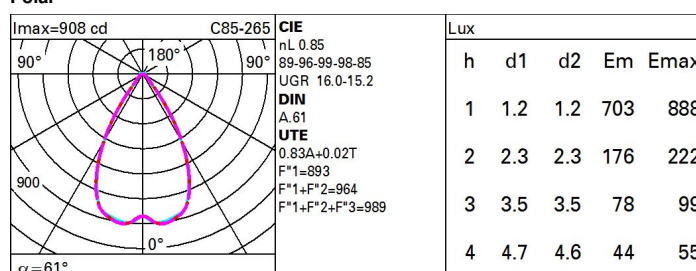 Polar
Imax=908 cd C85-265
90° 180° 90°
900
0°
α=61°
CIE
nL 0.85
89-96-99-98-85
UGR 16.0-15.2
DIN
A.61
UTE
0.83A+0.02T
F"1=893
F"1+F"2=964
F"1+F"2+F"3=989
Lux
h d1 d2 Em Emax
1 1.2 1.2 703 888
2 2.3 2.3 176 222
3 3.5 3.5 78 99
4 4.7 4.6 44 55